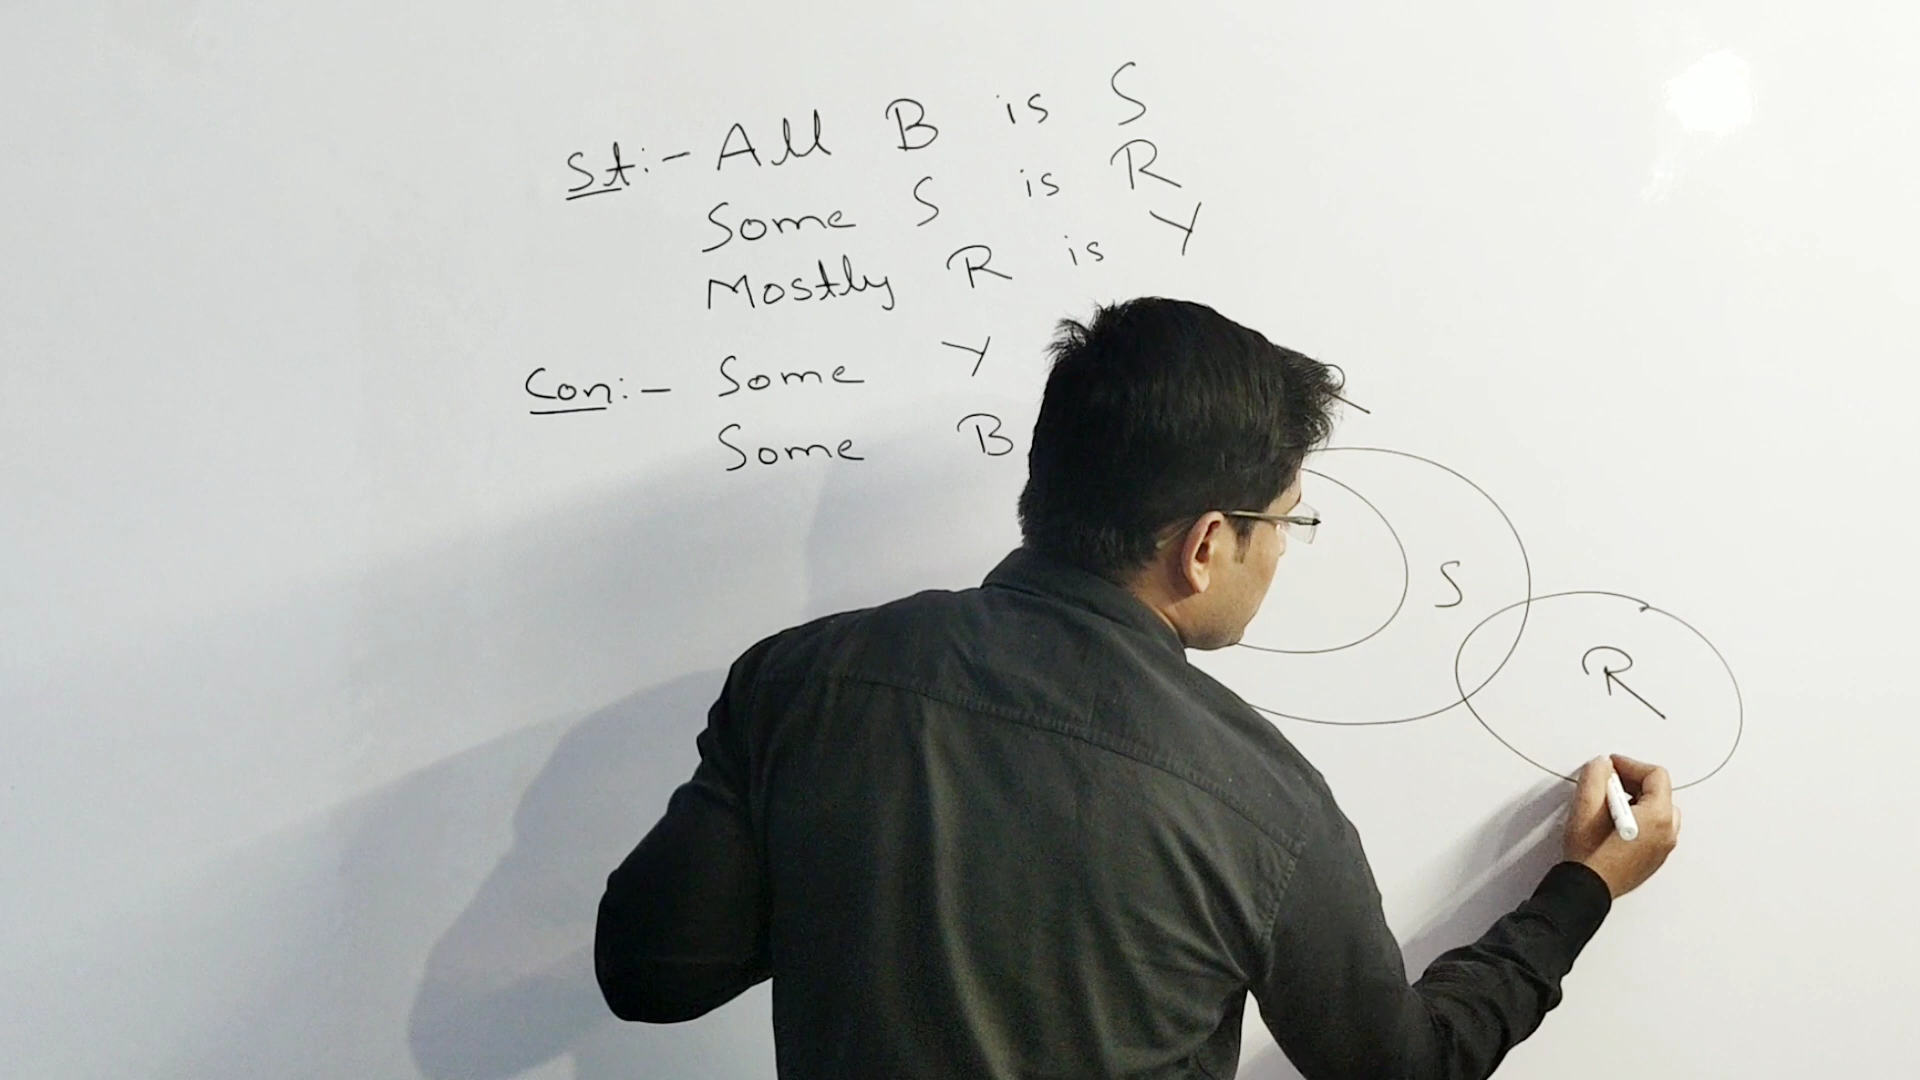 St:- All B is S
Some S is R
Mostly R is Y
Con:- Some Y
Some B
S
R